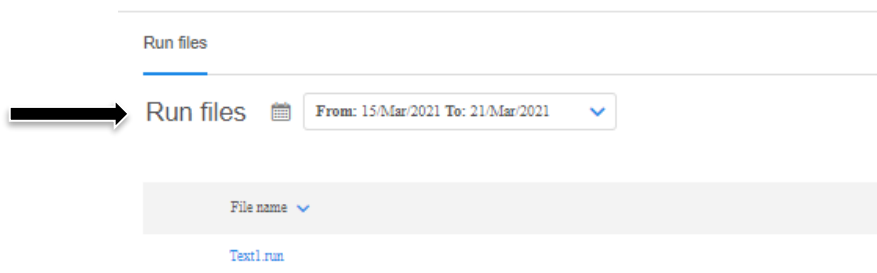 Run files
Run files From: 15/Mar/2021 To: 21/Mar/2021
File name
Text1.run